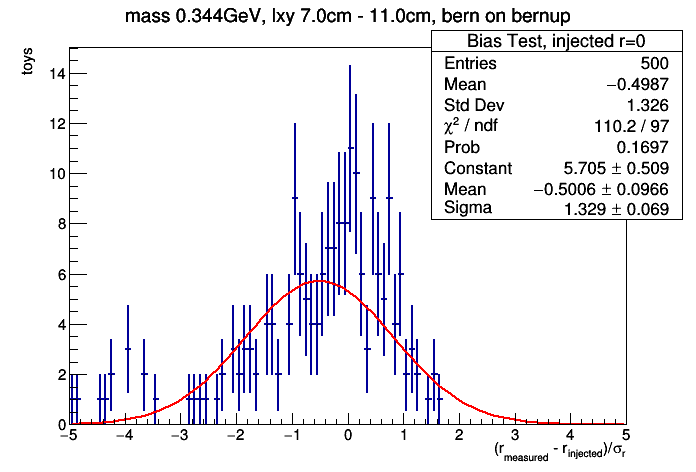 mass 0.344GeV, lxy 7.0cm - 11.0cm, bern on bernup
Bias Test, injected r=0
Entries 500
Mean −0.4987
Std Dev 1.326
χ² / ndf 110.2 / 97
Prob 0.1697
Constant 5.705 ± 0.509
Mean −0.5006 ± 0.0966
Sigma 1.329 ± 0.069
toys
14
12
10
8
6
4
2
0
−5 −4 −3 −2 −1 0 1 2 3 4 5
(r_measured - r_injected)/σ_r